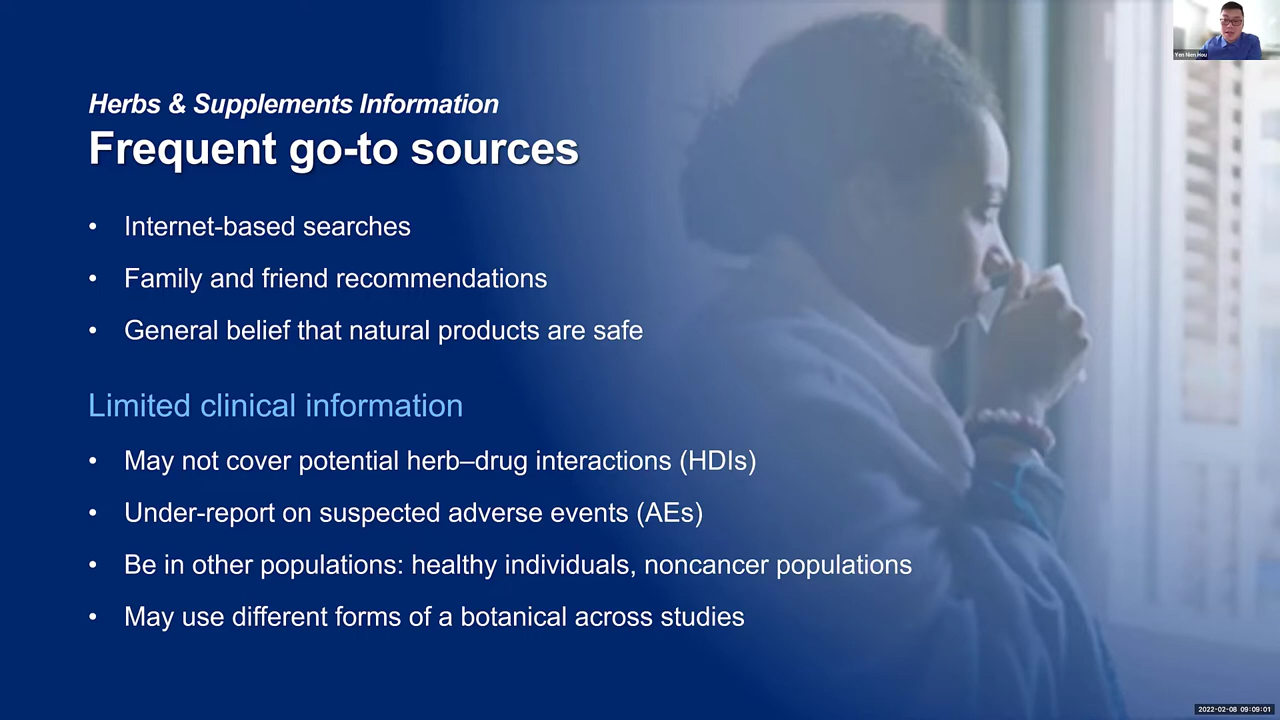 Yen Nien Hou
Herbs & Supplements Information
Frequent go-to sources
• Internet-based searches
• Family and friend recommendations
• General belief that natural products are safe
Limited clinical information
• May not cover potential herb–drug interactions (HDIs)
• Under-report on suspected adverse events (AEs)
• Be in other populations: healthy individuals, noncancer populations
• May use different forms of a botanical across studies
2022-02-08 09:09:01